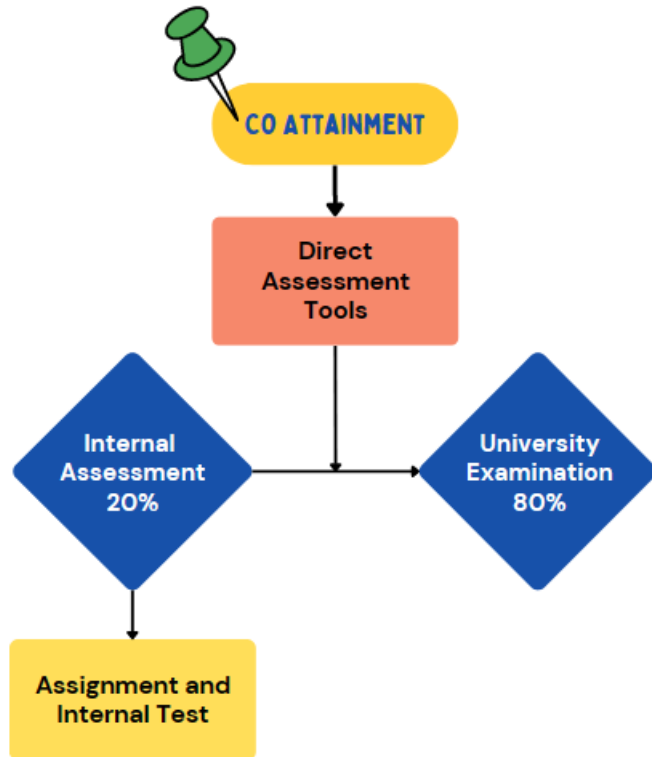 CO ATTAINMENT
Direct
Assessment
Tools
Internal
Assessment
20%
University
Examination
80%
Assignment and
Internal Test